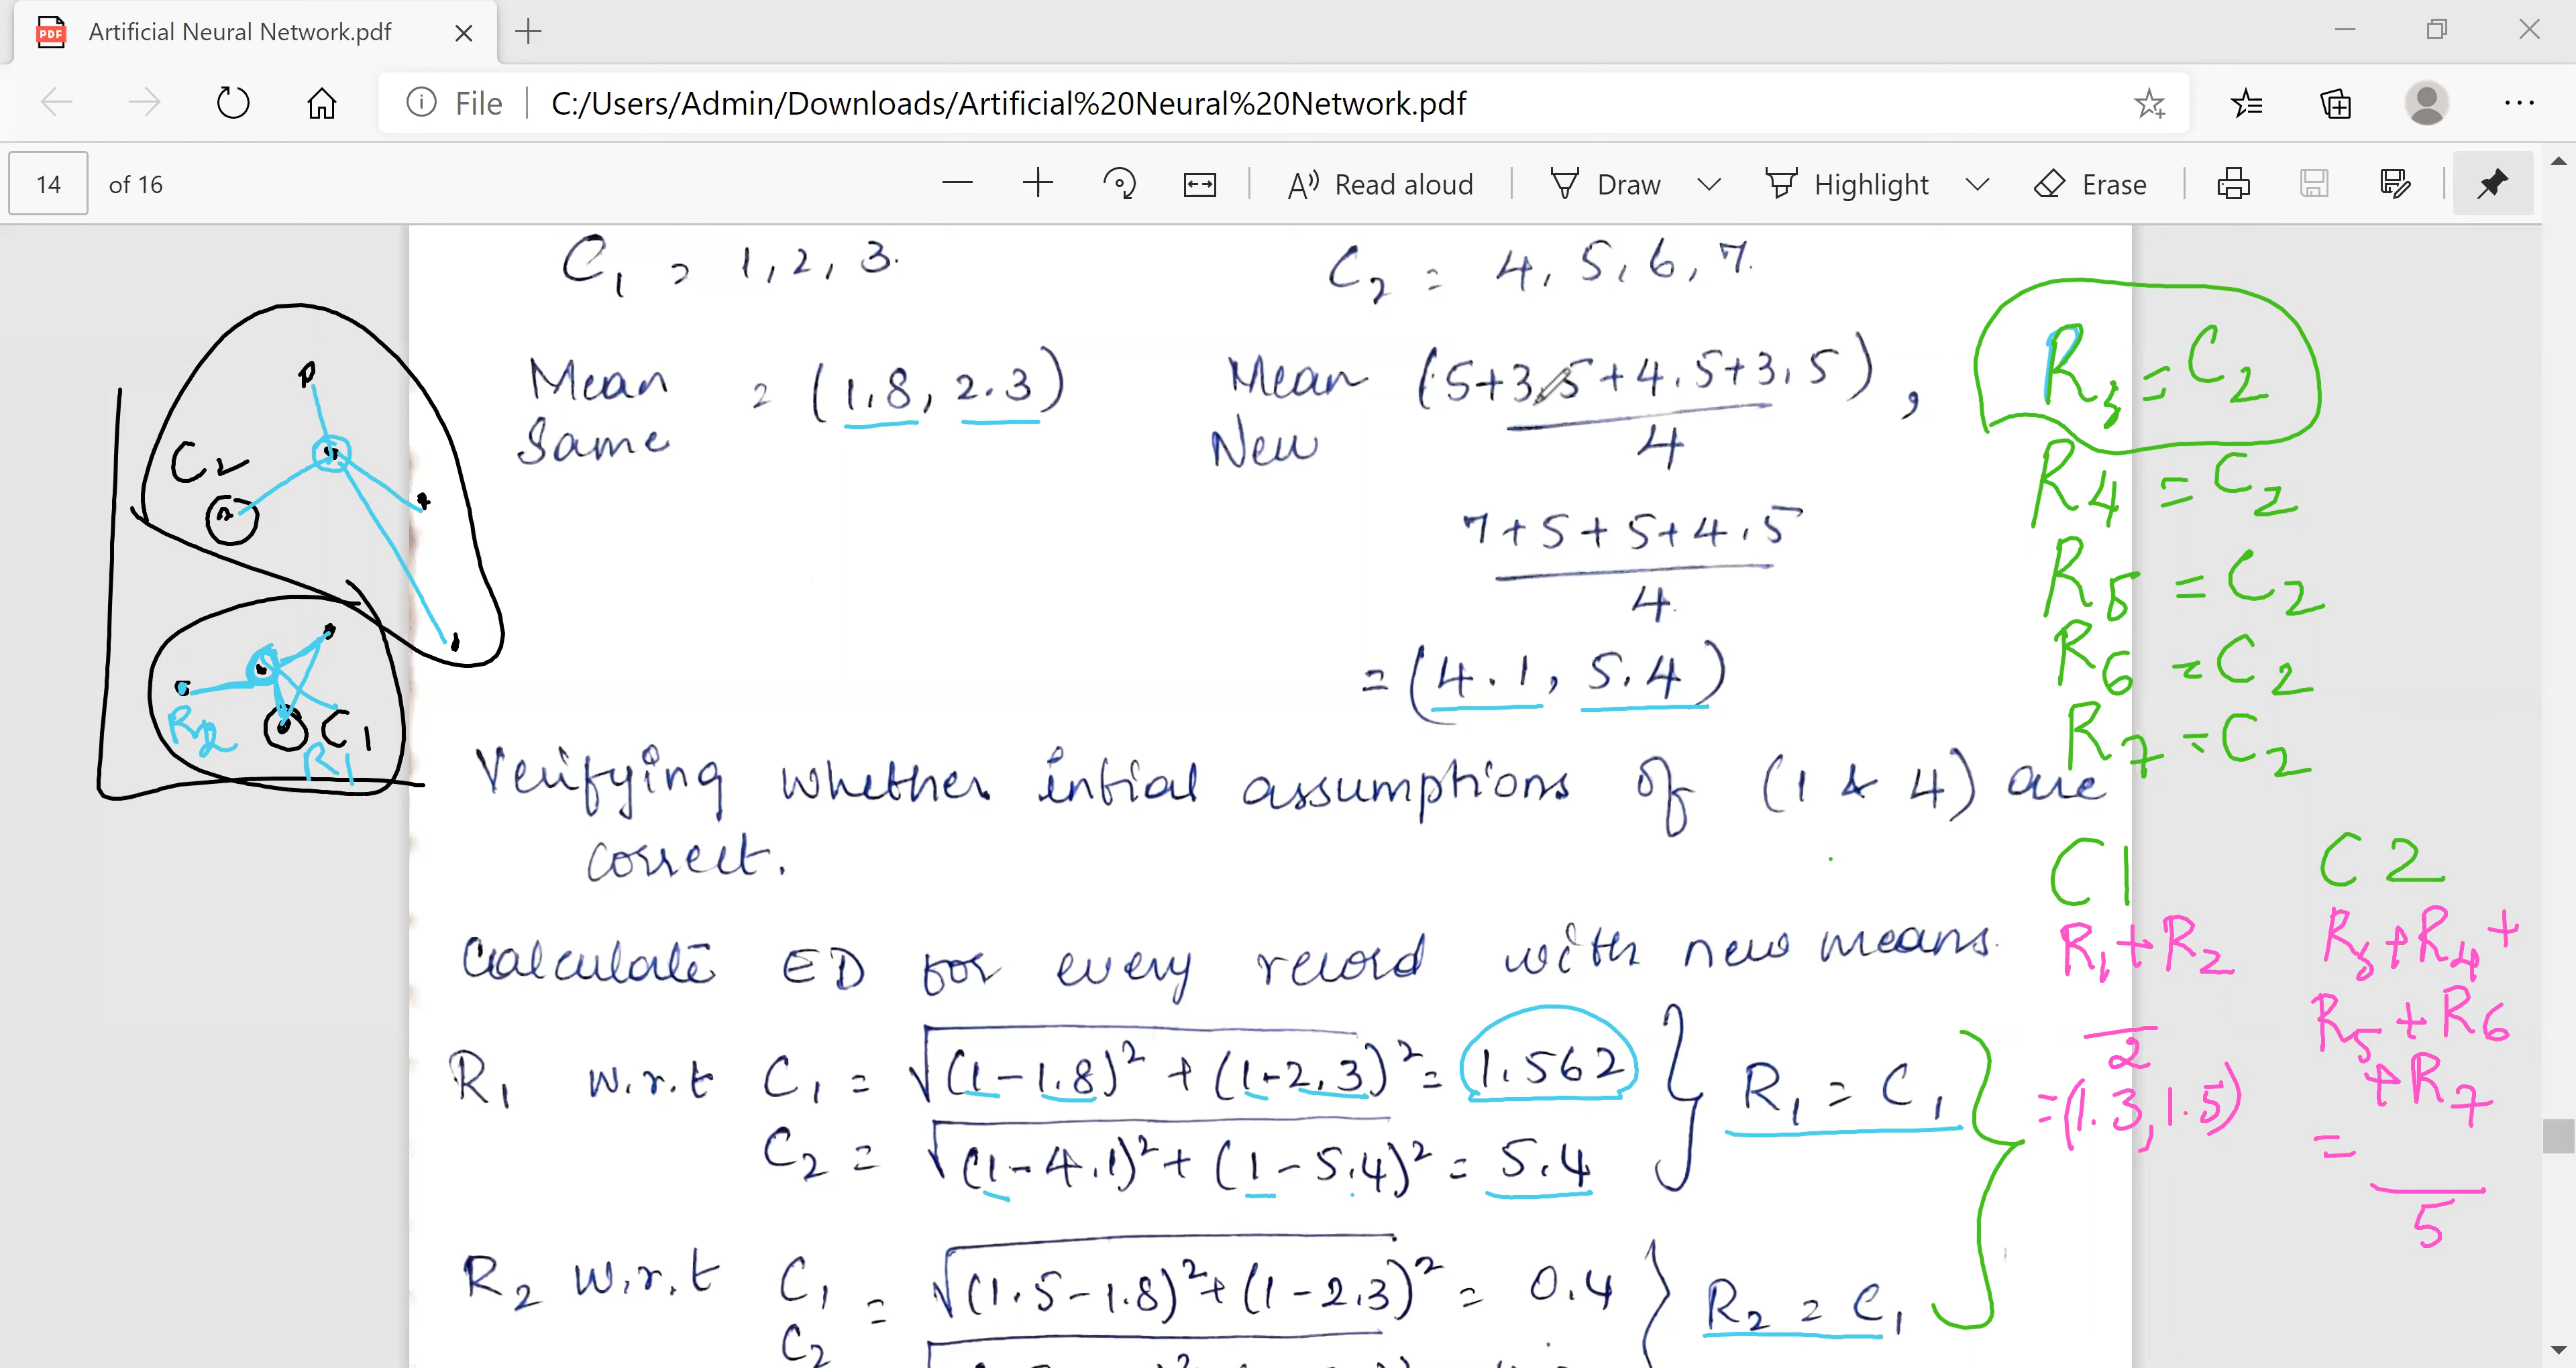 Artificial Neural Network.pdf
File | C:/Users/Admin/Downloads/Artificial%20Neural%20Network.pdf
14 of 16 Read aloud Draw Highlight Erase
C1 = 1, 2, 3. C2 = 4, 5, 6, 7.
Mean Same = (1.8, 2.3) Mean New (5+3.5+4.5+3.5)/4 ,
7+5+5+4.5
4
= (4.1, 5.4)
Verifying whether intial assumptions of (1 & 4) are
correct.
Calculate ED for every record with new means.
R1 w.r.t C1 = √(1-1.8)² + (1-2.3)² = 1.562 } R1 = C1
C2 = √(1-4.1)² + (1-5.4)² = 5.4
R2 w.r.t C1 = √(1.5-1.8)² + (1-2.3)² = 0.4 } R2 = C1
C2
C2
C1
R2
R1
R3 = C2
R4 = C2
R5 = C2
R6 = C2
R7 = C2
C1
R1+R2
2
=(1.3, 1.5)
C2
R3+R4+
R5+R6
+R7
=
5